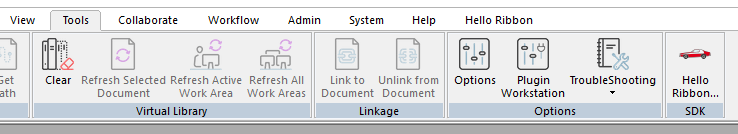 View Tools Collaborate Workflow Admin System Help Hello Ribbon
Get Clear Refresh Selected Refresh Active Refresh All Link to Unlink from Options Plugin TroubleShooting Hello
Document Work Area Work Areas Document Document Workstation Ribbon...
Virtual Library Linkage Options SDK